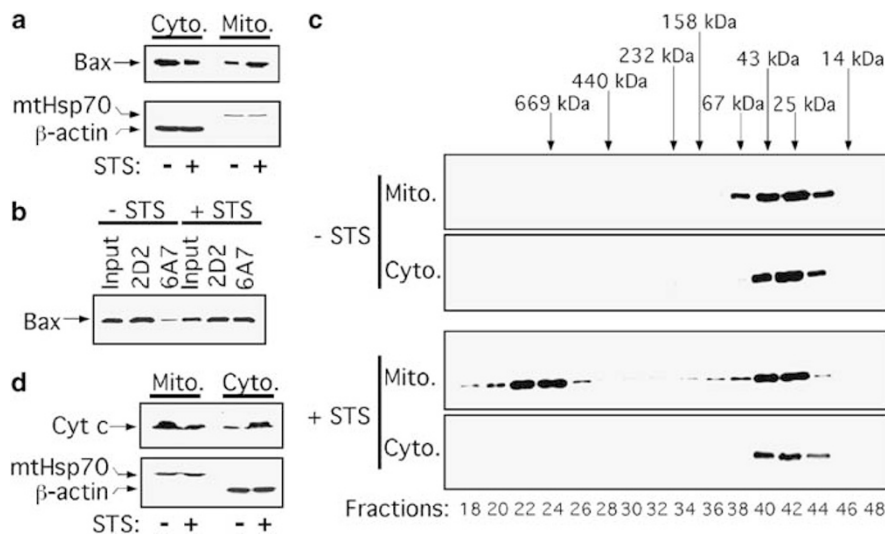 a
Cyto. Mito.
Bax
mtHsp70
β-actin
STS: - + - +
b
- STS + STS
Input 2D2 6A7 Input 2D2 6A7
Bax
d
Mito. Cyto.
Cyt c
mtHsp70
β-actin
STS: - + - +
c
158 kDa
232 kDa 43 kDa 14 kDa
440 kDa
669 kDa 67 kDa 25 kDa
Mito.
- STS
Cyto.
Mito.
+ STS
Cyto.
Fractions: 18 20 22 24 26 28 30 32 34 36 38 40 42 44 46 48